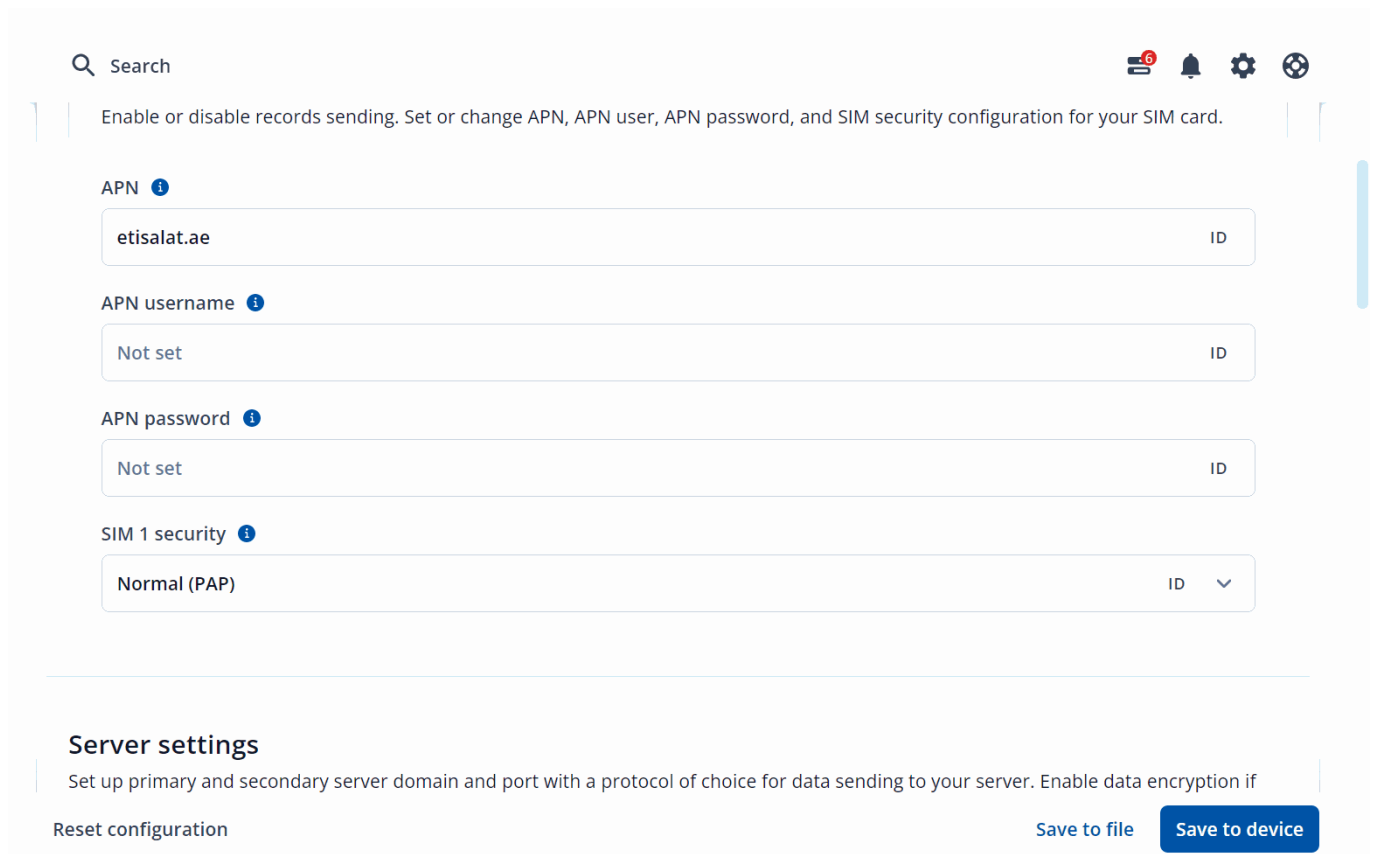 Search
6
Enable or disable records sending. Set or change APN, APN user, APN password, and SIM security configuration for your SIM card.
APN
etisalat.ae ID
APN username
Not set ID
APN password
Not set ID
SIM 1 security
Normal (PAP) ID
Server settings
Set up primary and secondary server domain and port with a protocol of choice for data sending to your server. Enable data encryption if
Reset configuration Save to file Save to device